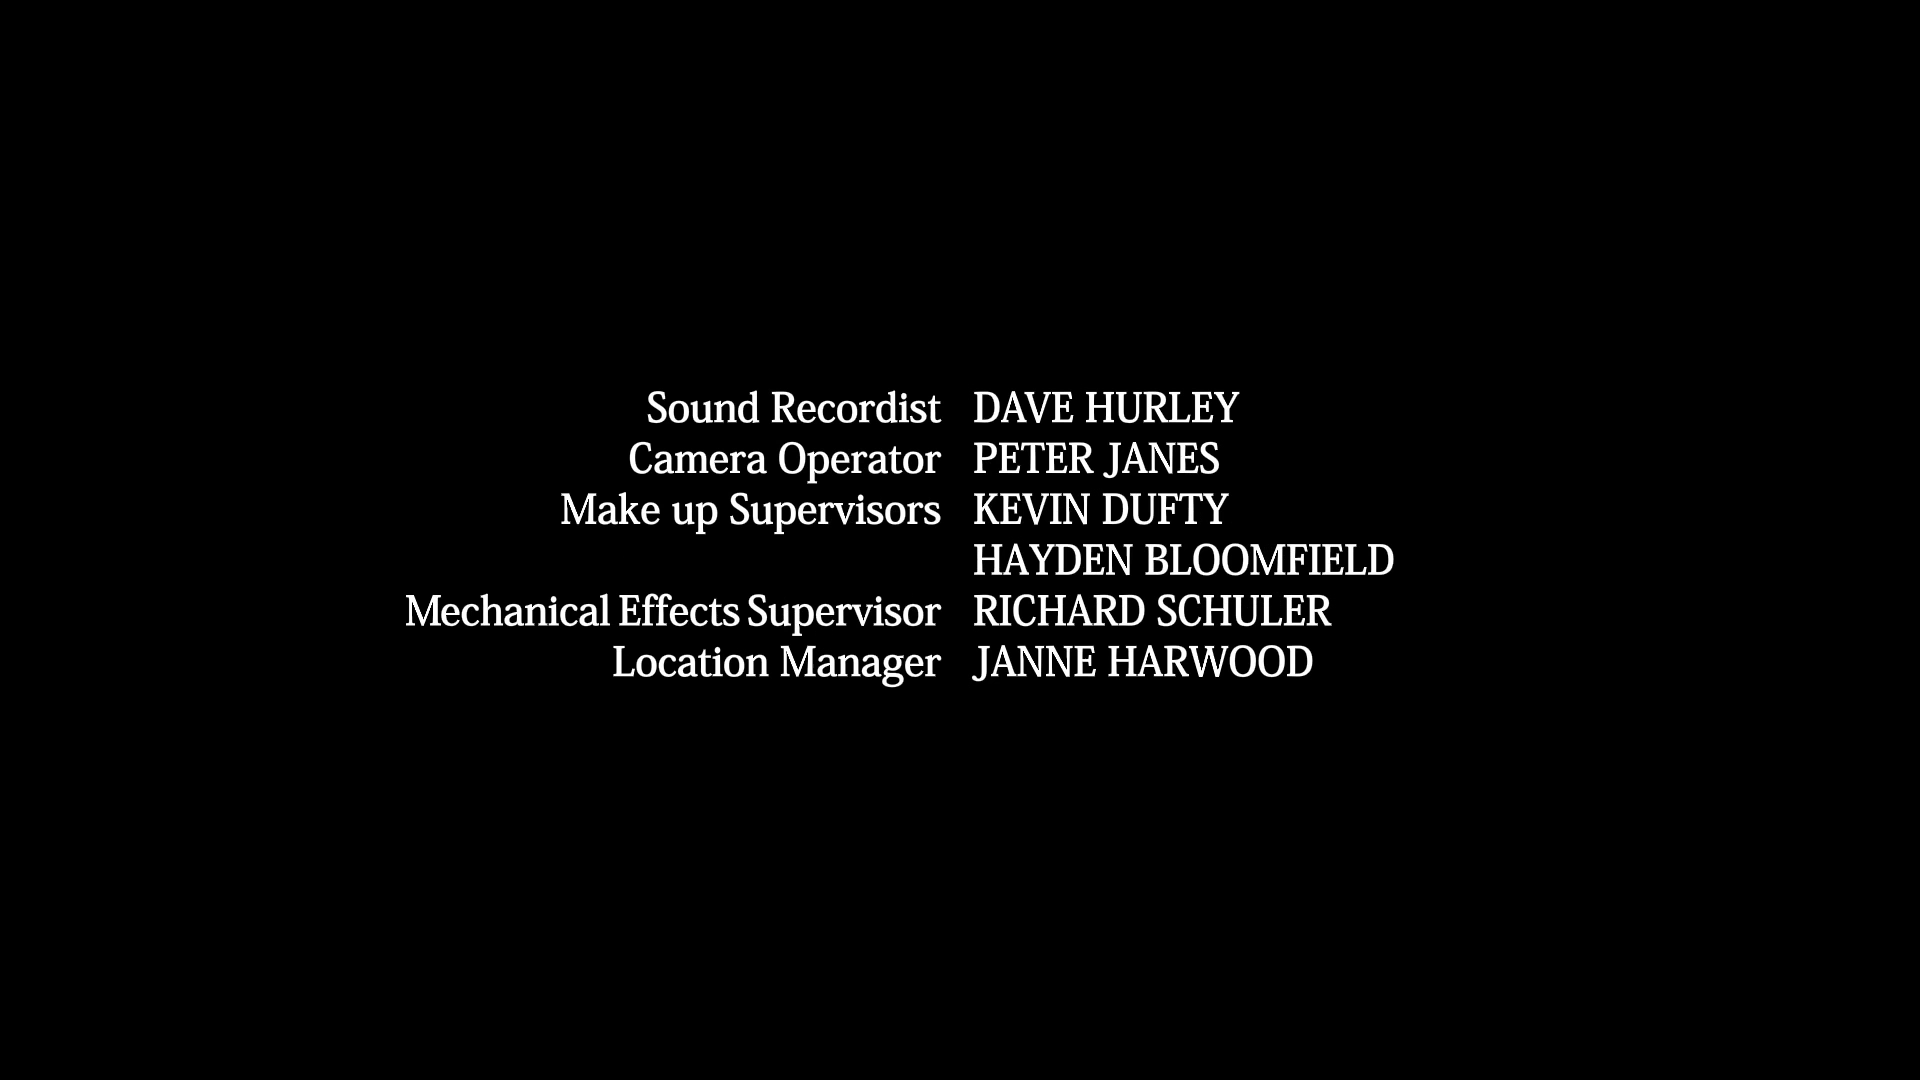 Sound Recordist DAVE HURLEY
Camera Operator PETER JANES
Make up Supervisors KEVIN DUFTY
HAYDEN BLOOMFIELD
Mechanical Effects Supervisor RICHARD SCHULER
Location Manager JANNE HARWOOD